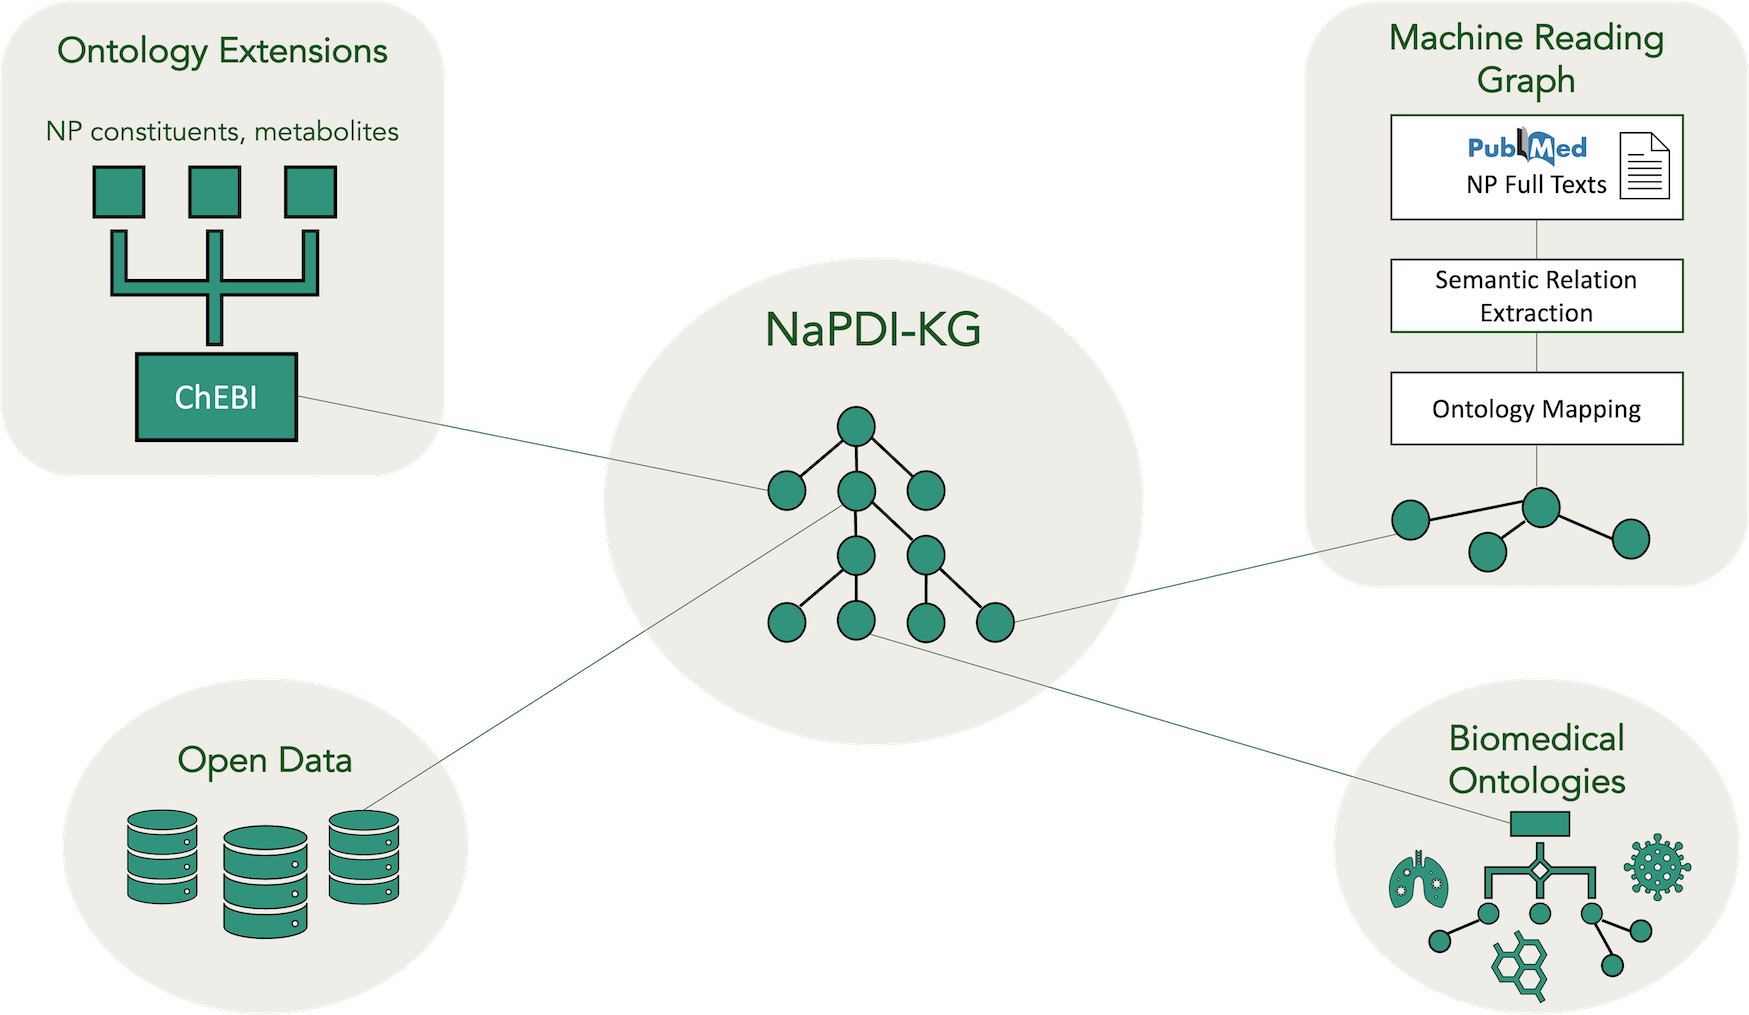 Ontology Extensions
NP constituents, metabolites
ChEBI
Machine Reading
Graph
PubMed
NP Full Texts
Semantic Relation
Extraction
Ontology Mapping
NaPDI-KG
Open Data
Biomedical
Ontologies